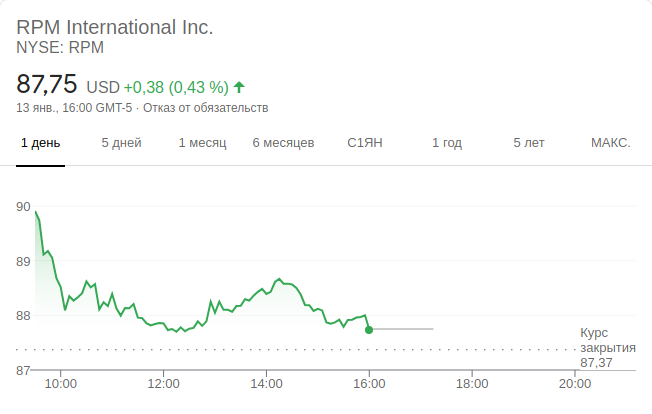 RPM International Inc.
NYSE: RPM
87,75 USD +0,38 (0,43 %)
13 янв., 16:00 GMT-5 · Отказ от обязательств
1 день 5 дней 1 месяц 6 месяцев С1ЯН 1 год 5 лет МАКС.
90
89
88
Курс
закрытия
87,37
87
10:00 12:00 14:00 16:00 18:00 20:00